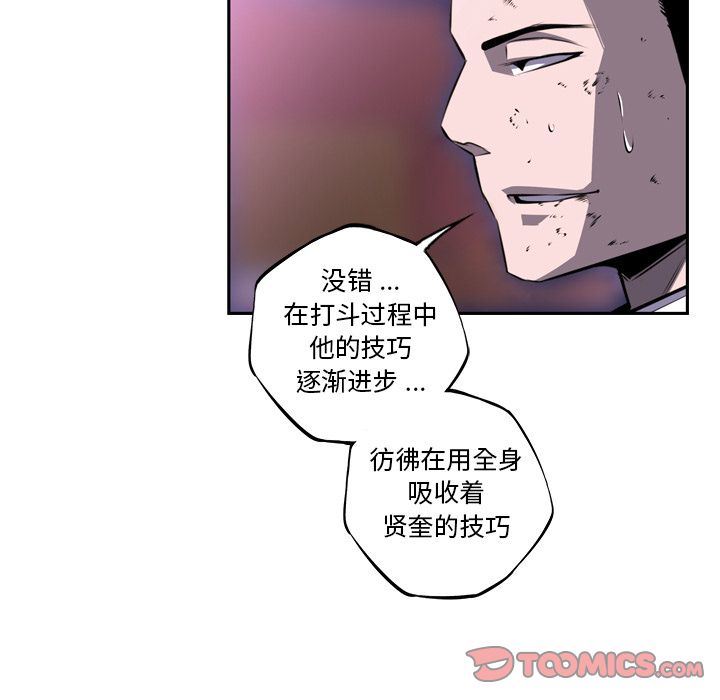 没错 ...
在打斗过程中
他的技巧
逐渐进步 ...
彷彿在用全身
吸收着
贤奎的技巧
TOOMICS.COM